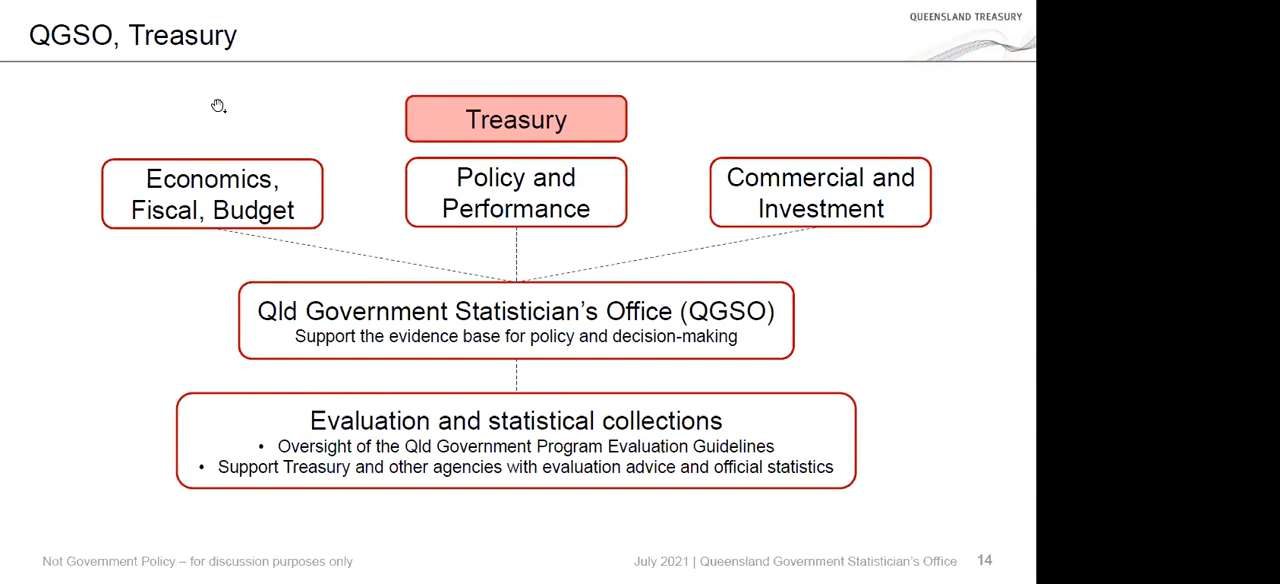 QGSO, Treasury
QUEENSLAND TREASURY
Treasury
Economics,
Fiscal, Budget
Policy and
Performance
Commercial and
Investment
Qld Government Statistician’s Office (QGSO)
Support the evidence base for policy and decision-making
Evaluation and statistical collections
• Oversight of the Qld Government Program Evaluation Guidelines
• Support Treasury and other agencies with evaluation advice and official statistics
Not Government Policy – for discussion purposes only
July 2021 | Queensland Government Statistician’s Office 14